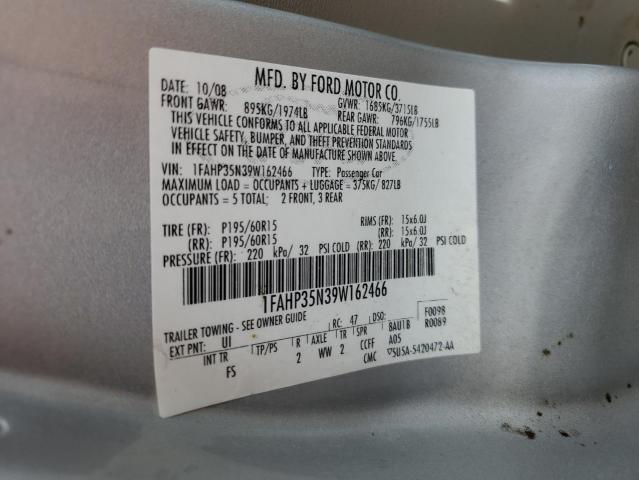 MFD. BY FORD MOTOR CO.
DATE: 10/08 GVWR: 1685KG/3715LB
FRONT GAWR: 895KG/1974LB REAR GAWR: 796KG/1755LB
THIS VEHICLE CONFORMS TO ALL APPLICABLE FEDERAL MOTOR
VEHICLE SAFETY, BUMPER, AND THEFT PREVENTION STANDARDS
IN EFFECT ON THE DATE OF MANUFACTURE SHOWN ABOVE.
VIN: 1FAHP35N39W162466 TYPE: Passenger Car
MAXIMUM LOAD = OCCUPANTS + LUGGAGE = 375KG/ 827LB
OCCUPANTS = 5 TOTAL; 2 FRONT, 3 REAR
TIRE (FR): P195/60R15 RIMS (FR): 15x6.0J
(RR): P195/60R15 (RR): 15x6.0J
PRESSURE (FR): 220 kPa/ 32 PSI COLD (RR): 220 kPa/ 32 PSI COLD
1FAHP35N39W162466
TRAILER TOWING - SEE OWNER GUIDE
EXT PNT: UI RC: 47 DSO: F0098
INT TR TP/PS R AXLE TR SPR 8AU1B R0089
FS 2 WW 2 CCFF A05
CMC ▽5U5A-5420472-AA